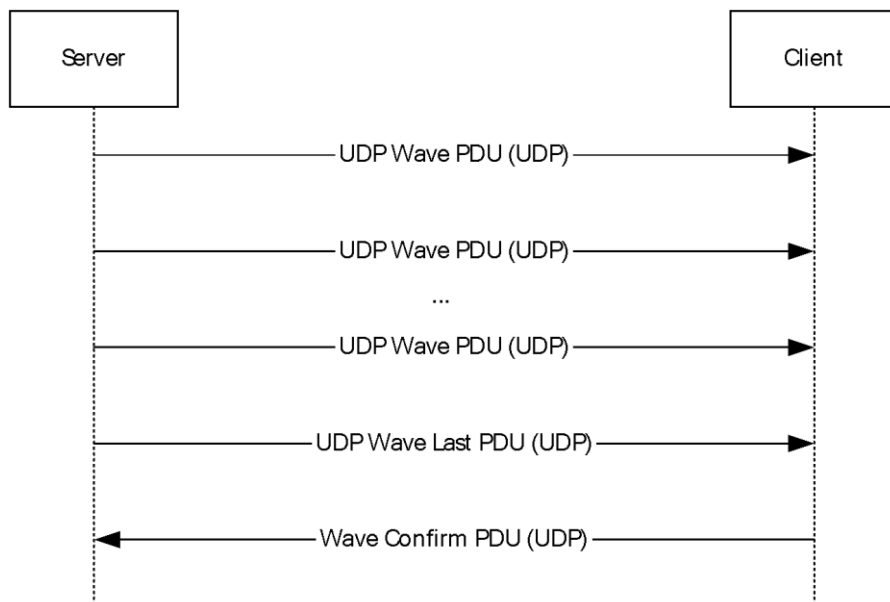 Server
Client
UDP Wave PDU (UDP)
UDP Wave PDU (UDP)
...
UDP Wave PDU (UDP)
UDP Wave Last PDU (UDP)
Wave Confirm PDU (UDP)